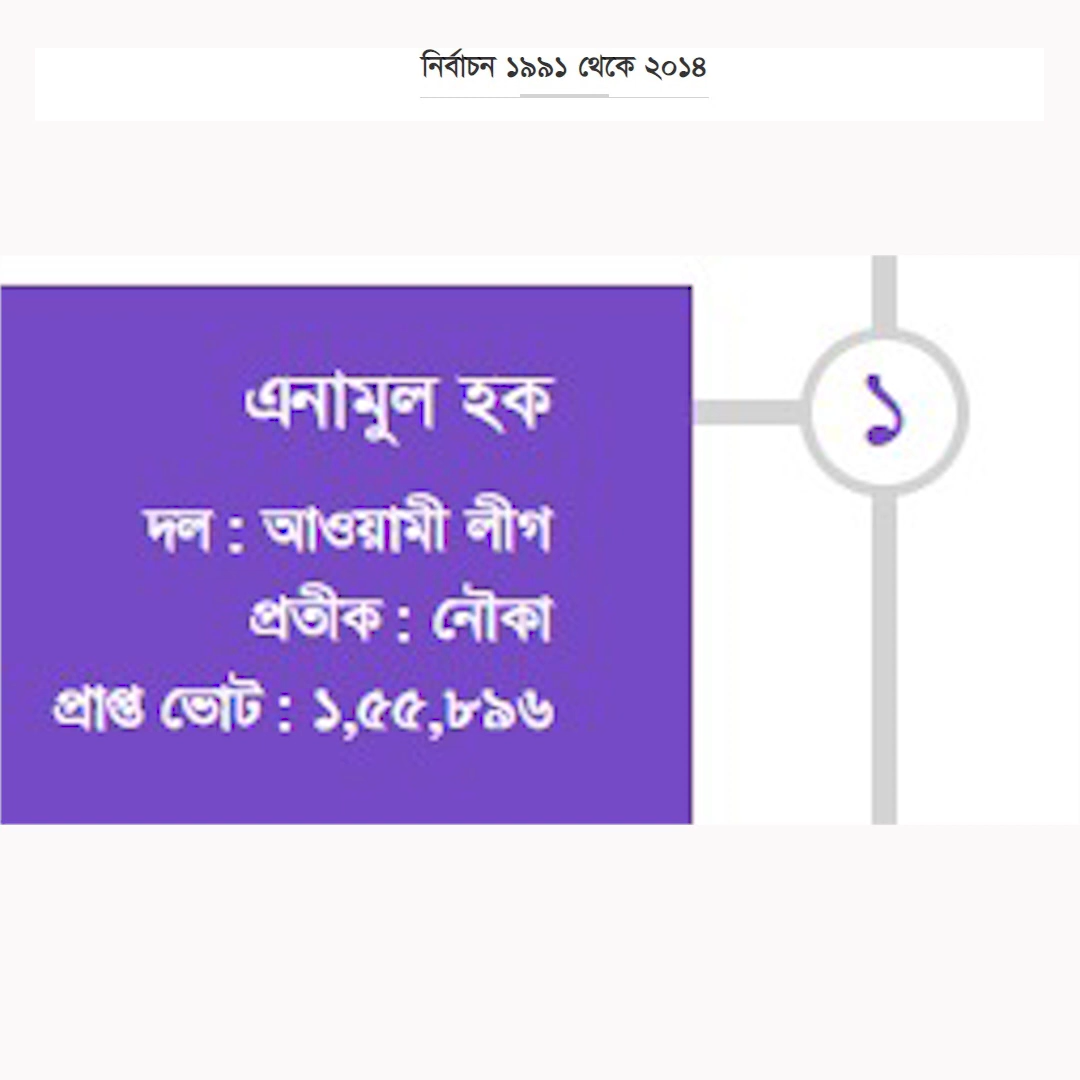 নির্বাচন ১৯৯১ থেকে ২০১৪
এনামুল হক
১
দল : আওয়ামী লীগ
প্রতীক : নৌকা
প্রাপ্ত ভোট : ১,৫৫,৮৯৬